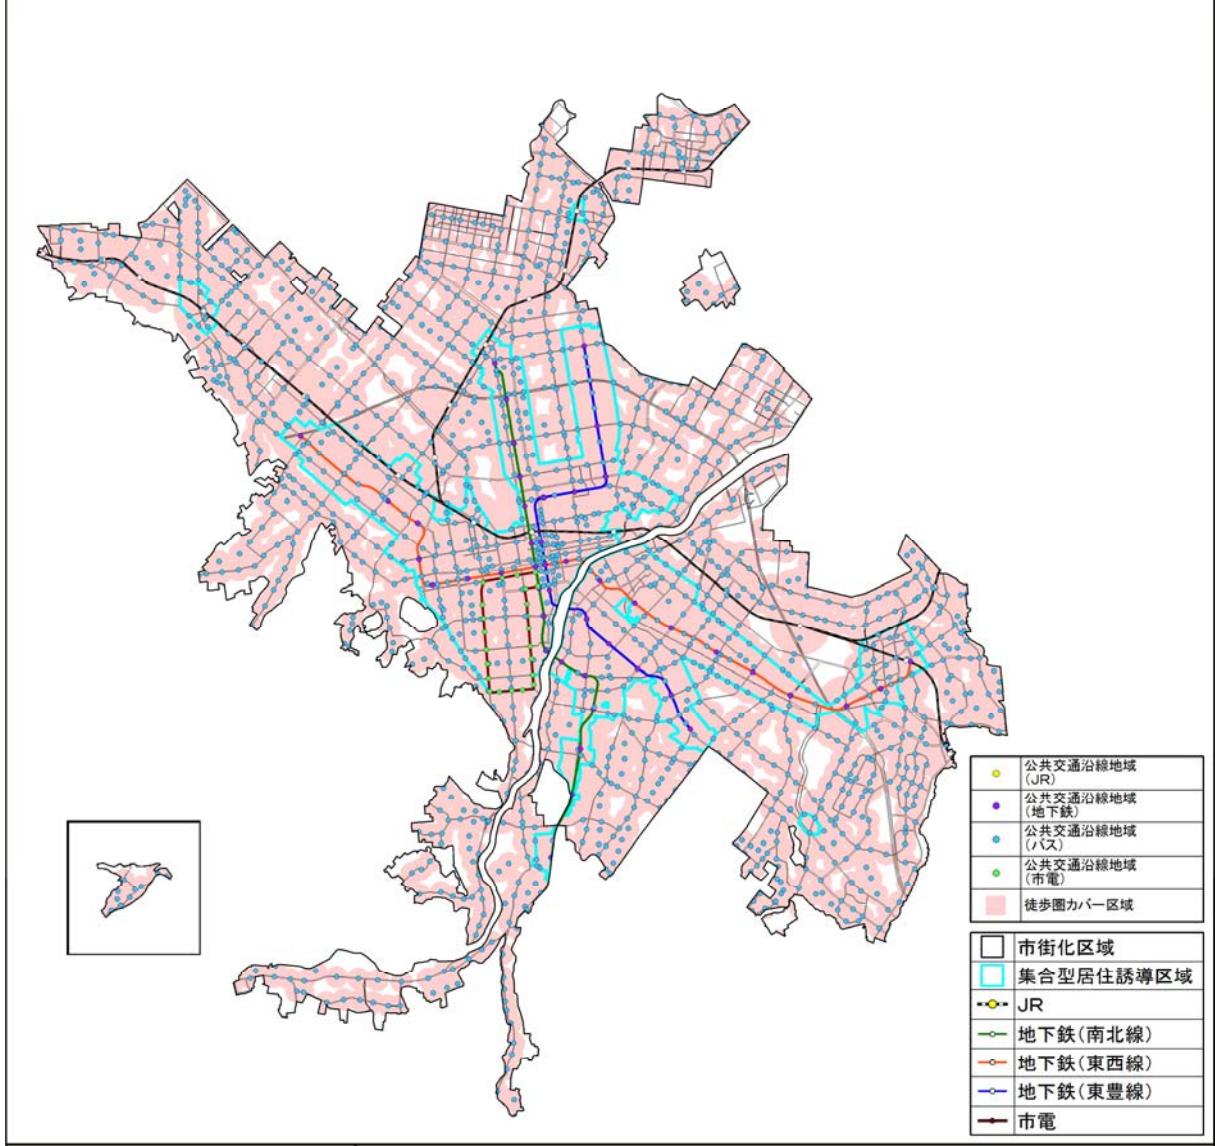 公共交通沿線地域
(JR)
公共交通沿線地域
(地下鉄)
公共交通沿線地域
(バス)
公共交通沿線地域
(市電)
徒歩圏カバー区域
市街化区域
集合型居住誘導区域
JR
地下鉄(南北線)
地下鉄(東西線)
地下鉄(東豊線)
市電